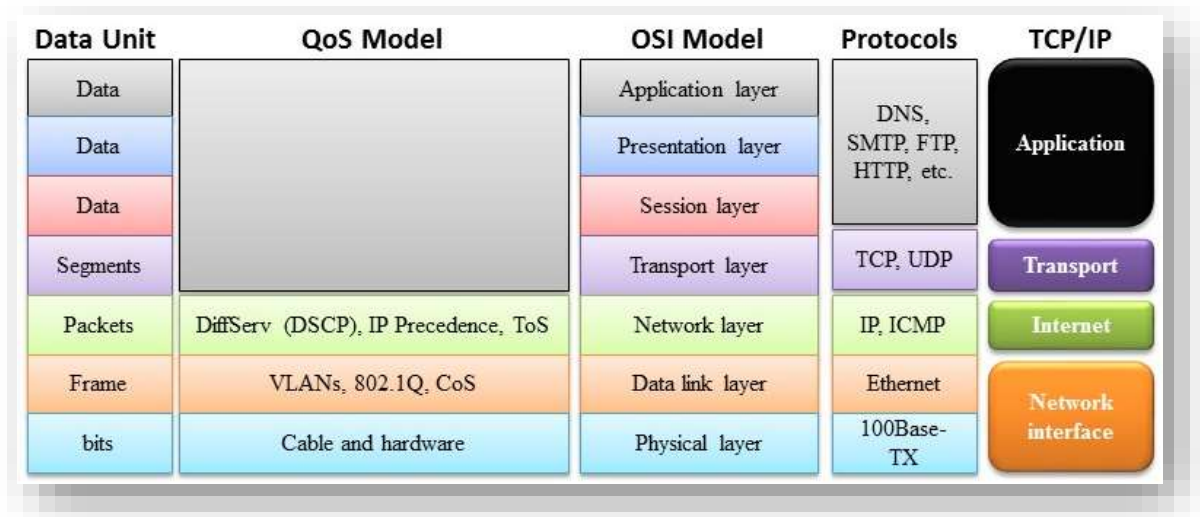 Data Unit
QoS Model
OSI Model
Protocols
TCP/IP
Data
Application layer
DNS,
SMTP, FTP,
HTTP, etc.
Application
Data
Presentation layer
Data
Session layer
Segments
Transport layer
TCP, UDP
Transport
Packets
DiffServ (DSCP), IP Precedence, ToS
Network layer
IP, ICMP
Internet
Frame
VLANs, 802.1Q, CoS
Data link layer
Ethernet
Network
interface
bits
Cable and hardware
Physical layer
100Base-
TX